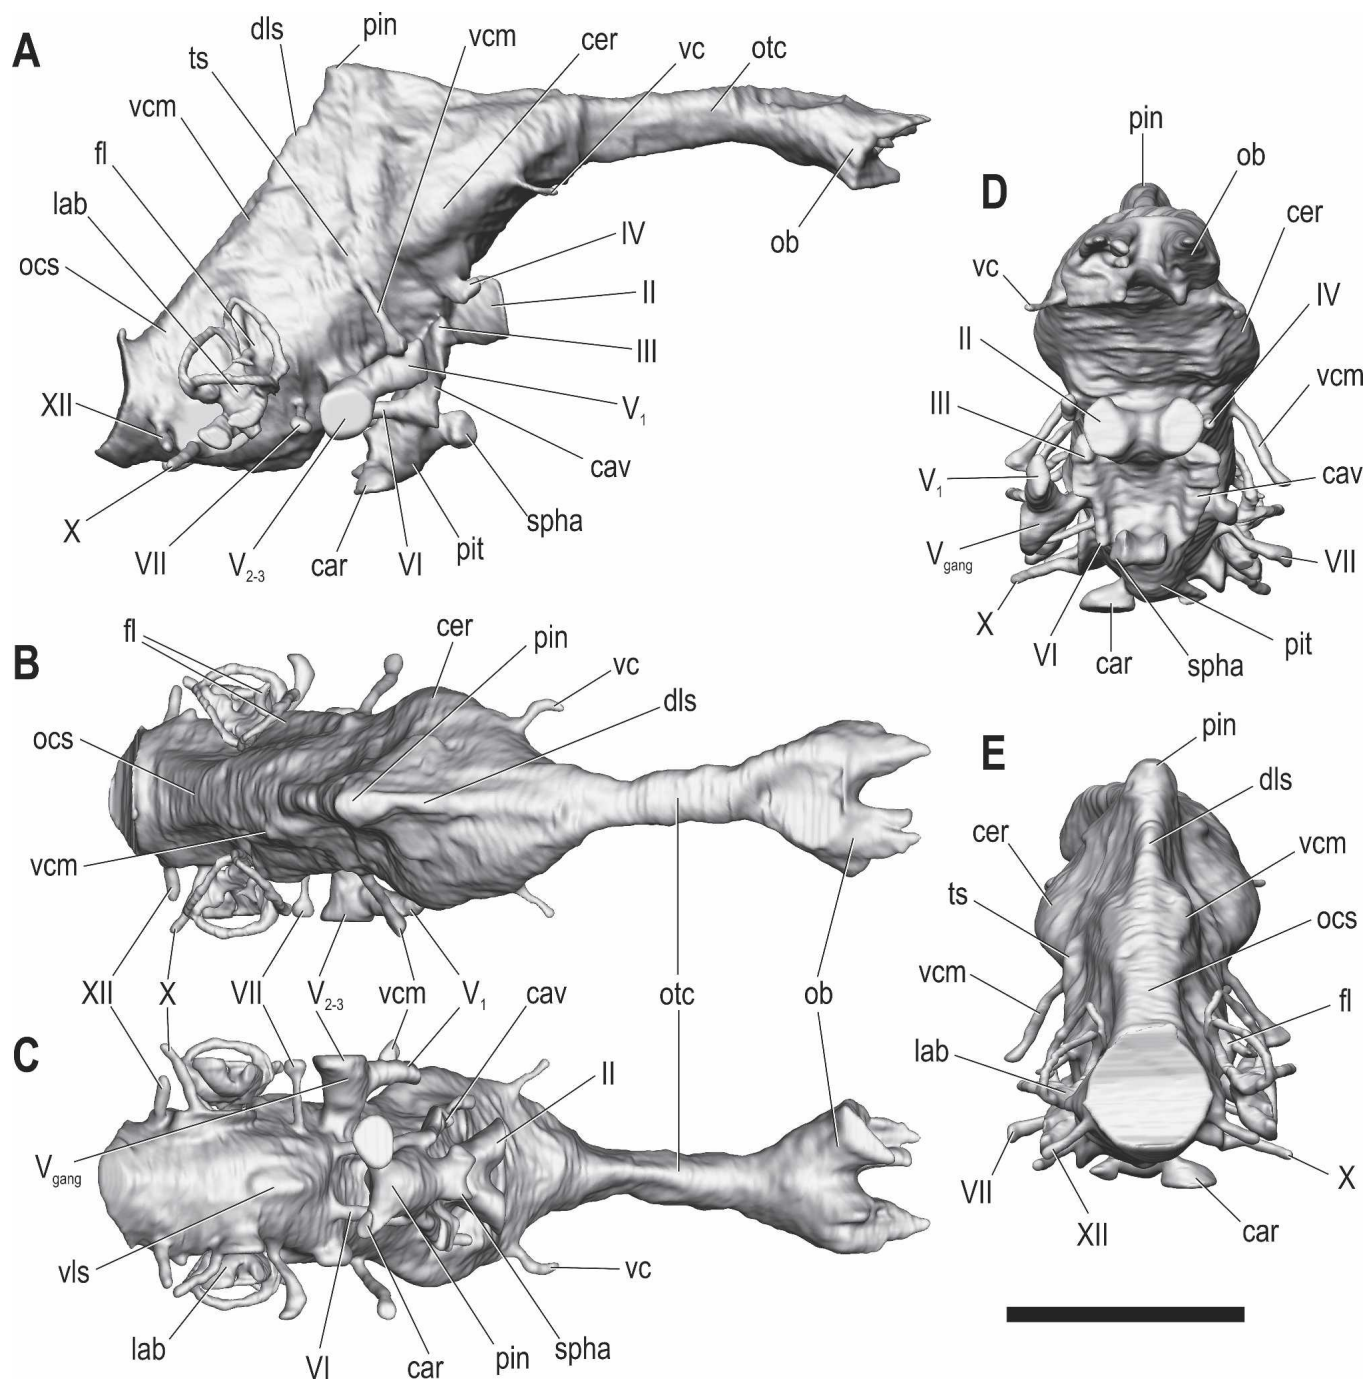 A
pin
dls
vcm
cer
vc
otc
ts
vcm
fl
lab
ocs
ob
IV
II
III
V1
XII
cav
X
VII
V2-3
car
VI
pit
spha
D
pin
ob
cer
vc
IV
II
vcm
III
V1
cav
Vgang
VII
X
VI
car
spha
pit
B
fl
cer
pin
vc
dls
ocs
vcm
XII
X
VII
V2-3
vcm
V1
cav
otc
ob
C
II
Vgang
vls
lab
VI
car
pin
spha
vc
E
pin
dls
cer
vcm
ts
ocs
vcm
fl
lab
VII
X
XII
car